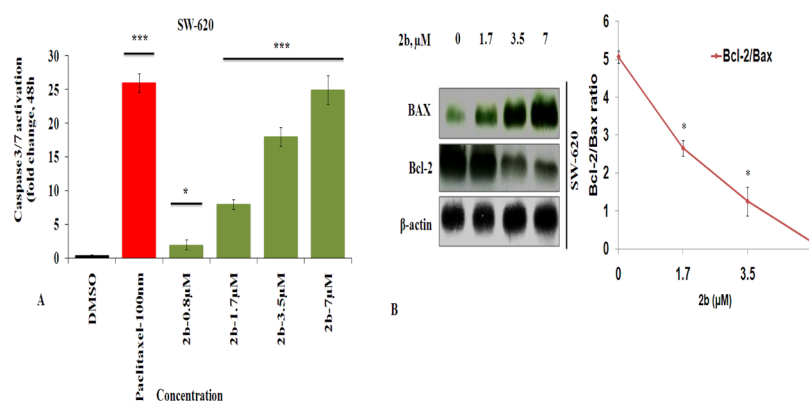 SW-620
***
***
*
Caspase 3/7 activation
(fold change, 48h)
30
25
20
15
10
5
0
DMSO
Paclitaxel-100nm
2b-0.8µM
2b-1.7µM
2b-3.5µM
2b-7µM
A
Concentration
2b, µM 0 1.7 3.5 7
BAX
Bcl-2
β-actin
SW-620
B
Bcl-2/Bax ratio
6
5
4
3
2
1
0
Bcl-2/Bax
*
*
0 1.7 3.5
2b (µM)